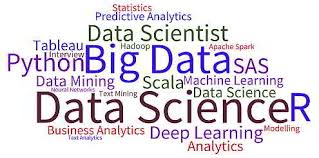 Statistics
Predictive Analytics
Data Scientist
Tableau
Hadoop
Apache Spark
Interview
Python
Big Data
SAS
Data Mining
Scala
Machine Learning
Neural Networks
Text Mining
Data Science
Data Science
R
Business Analytics
Deep Learning
Modelling
Text Analytics
Analytics